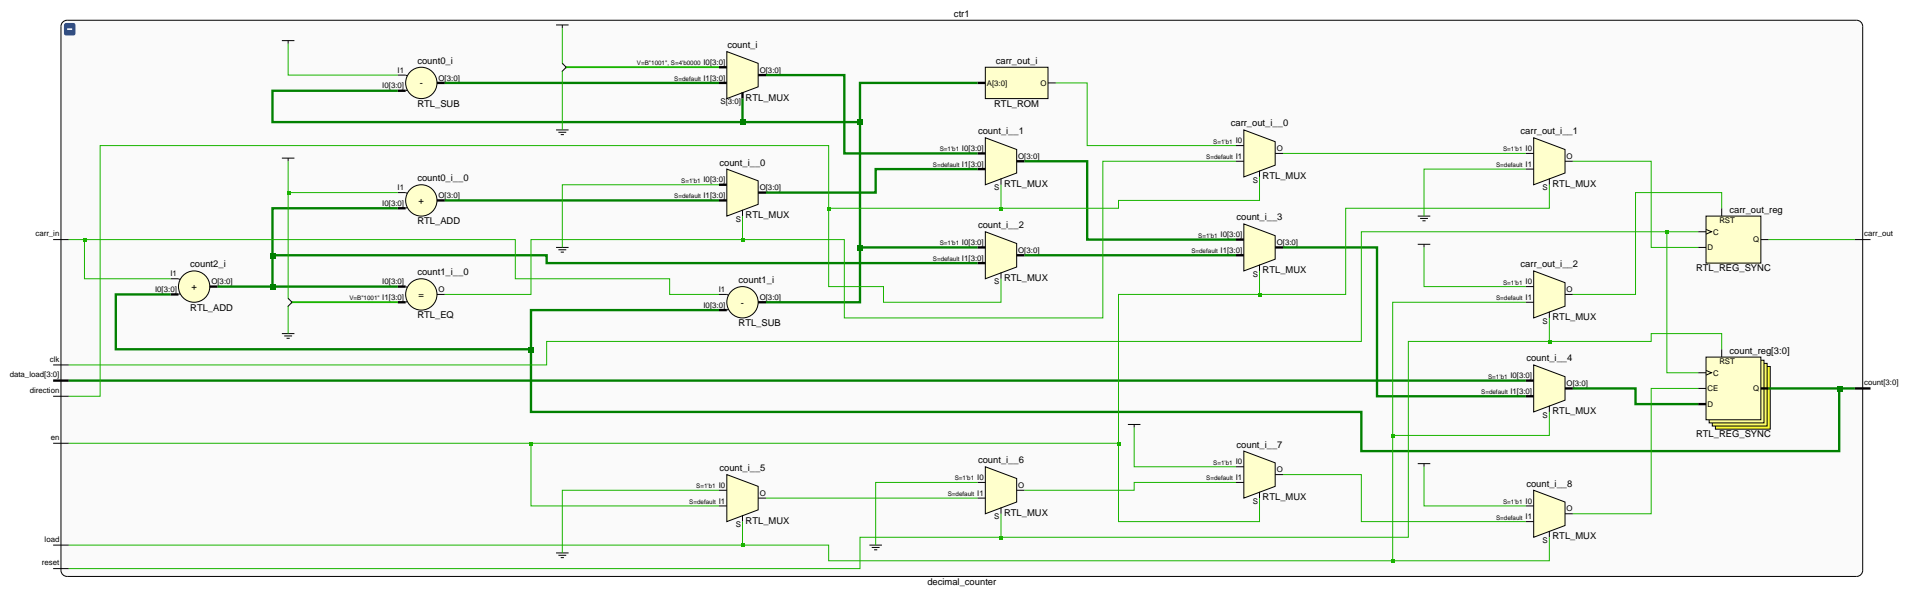 ctr1
count0_i
I1
I0[3:0]
O[3:0]
-
RTL_SUB
count_i
V=B"1001", S=4'b0000 I0[3:0]
S=default I1[3:0]
S[3:0]
O[3:0]
RTL_MUX
carr_out_i
A[3:0]
O
RTL_ROM
count0_i__0
I1
I0[3:0]
O[3:0]
+
RTL_ADD
count_i__0
S=1'b1 I0[3:0]
S=default I1[3:0]
S
O[3:0]
RTL_MUX
count_i__1
S=1'b1 I0[3:0]
S=default I1[3:0]
S
O[3:0]
RTL_MUX
carr_out_i__0
S=1'b1 I0
S=default I1
S
O
RTL_MUX
carr_out_i__1
S=1'b1 I0
S=default I1
S
O
RTL_MUX
carr_in
count2_i
I1
I0[3:0]
O[3:0]
+
RTL_ADD
count1_i__0
I0[3:0]
V=B"1001" I1[3:0]
O
=
RTL_EQ
count1_i
I1
I0[3:0]
O[3:0]
-
RTL_SUB
count_i__2
S=1'b1 I0[3:0]
S=default I1[3:0]
S
O[3:0]
RTL_MUX
count_i__3
S=1'b1 I0[3:0]
S=default I1[3:0]
S
O[3:0]
RTL_MUX
carr_out_i__2
S=1'b1 I0
S=default I1
S
O
RTL_MUX
carr_out_reg
RST
C
D
Q
RTL_REG_SYNC
carr_out
clk
data_load[3:0]
direction
count_i__4
S=1'b1 I0[3:0]
S=default I1[3:0]
S
O[3:0]
RTL_MUX
count_reg[3:0]
RST
C
CE
D
Q
RTL_REG_SYNC
count[3:0]
en
count_i__5
S=1'b1 I0
S=default I1
S
O
RTL_MUX
count_i__6
S=1'b1 I0
S=default I1
S
O
RTL_MUX
count_i__7
S=1'b1 I0
S=default I1
S
O
RTL_MUX
count_i__8
S=1'b1 I0
S=default I1
S
O
RTL_MUX
load
reset
decimal_counter